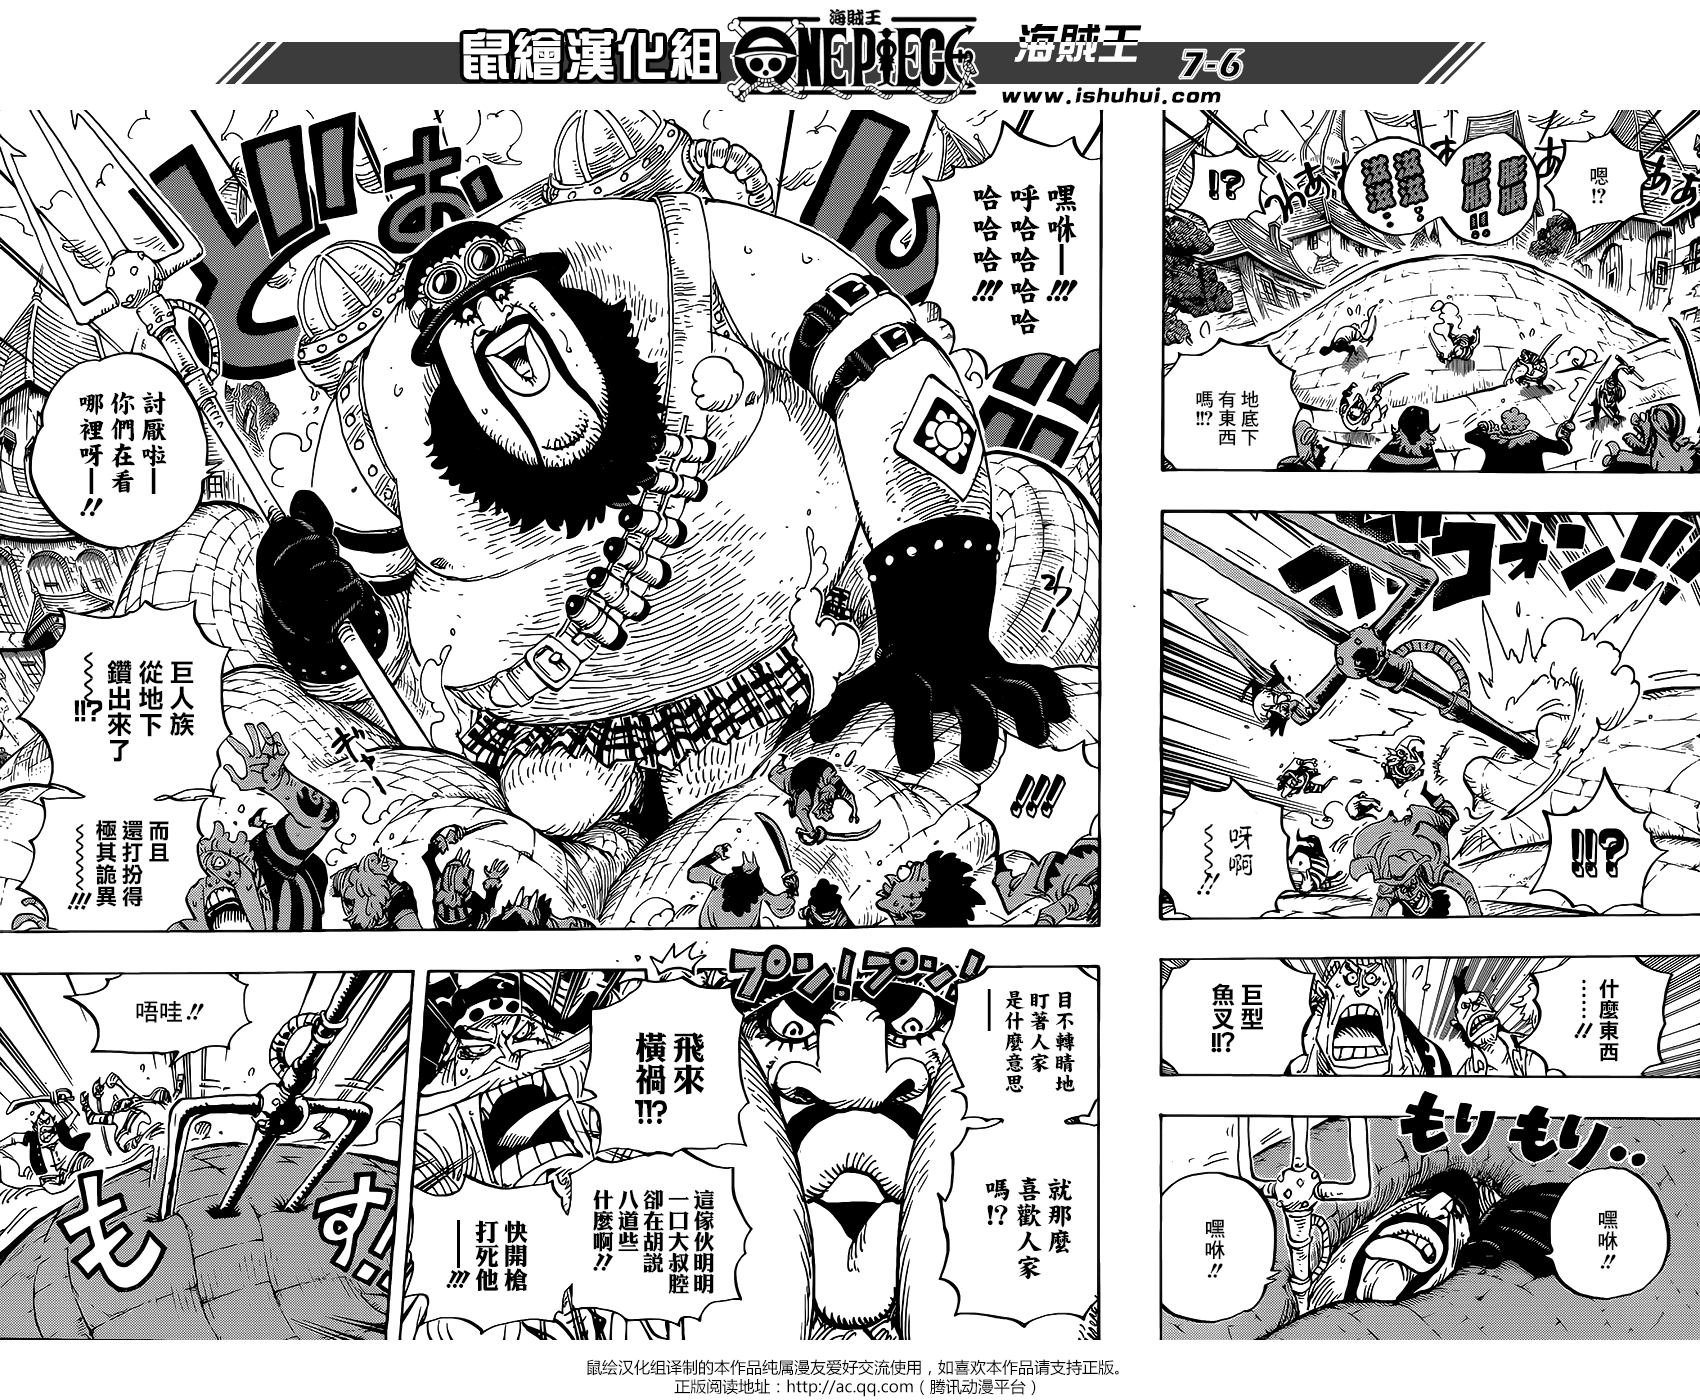 鼠繪漢化組
海賊王
ONE PIECE
海賊王
7-6
www.ishuhui.com
嗯!?
膨脹
膨脹!!
滋滋
滋滋
!?
地底下
有東西
嗎!!?
ズゴォン!!!
!!?
呀啊
~~~!!
什麼東西
……!!
巨型
魚叉!!?
もりもり..
嘿咻!!
嘿咻!!
嘿咻—!!!
呼哈哈哈哈
哈哈哈!!!
どおん
討厭啦—
你們在看
哪裡呀—!!
巨人族
從地下
鑽出來了
~~~!!?
而且
還打扮得
極其詭異
~~~!!!
!!!!
プン!プン!
目不轉睛地
盯著人家
是什麼意思
—
就那麼
喜歡人家
嗎!?
飛來
橫禍!!?
這傢伙明明
一口大叔腔
卻在胡說
八道些
什麼啊!!
快開槍
打死他
—!!!
唔哇!!
もす!!
鼠绘汉化组译制的本作品纯属漫友爱好交流使用，如喜欢本作品请支持正版。
正版阅读地址：http://ac.qq.com（腾讯动漫平台）